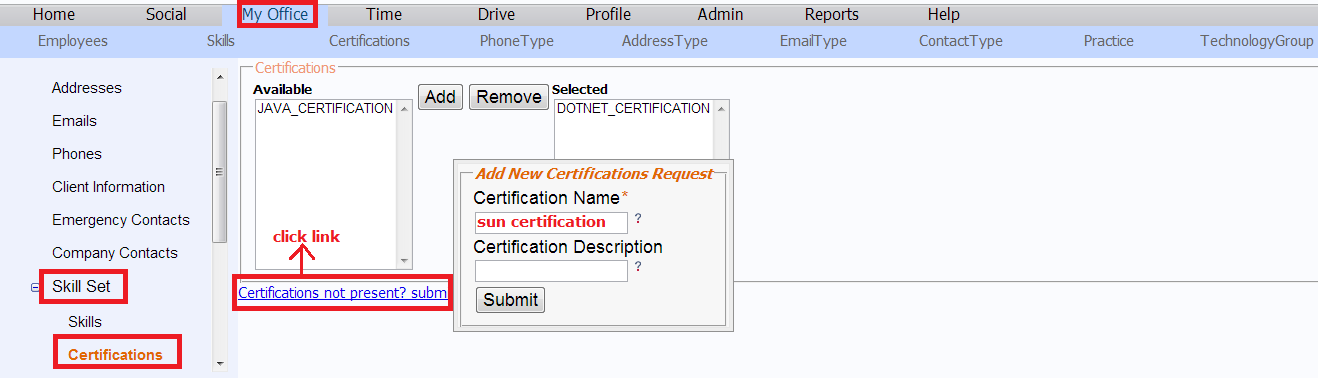 Home Social My Office Time Drive Profile Admin Reports Help
Employees Skills Certifications PhoneType AddressType EmailType ContactType Practice TechnologyGroup
Addresses
Emails
Phones
Client Information
Emergency Contacts
Company Contacts
Skill Set
Skills
Certifications
Certifications
Available
JAVA_CERTIFICATION
Add Remove
Selected
DOTNET_CERTIFICATION
click link
Certifications not present? subm
Add New Certifications Request
Certification Name*
sun certification ?
Certification Description
?
Submit